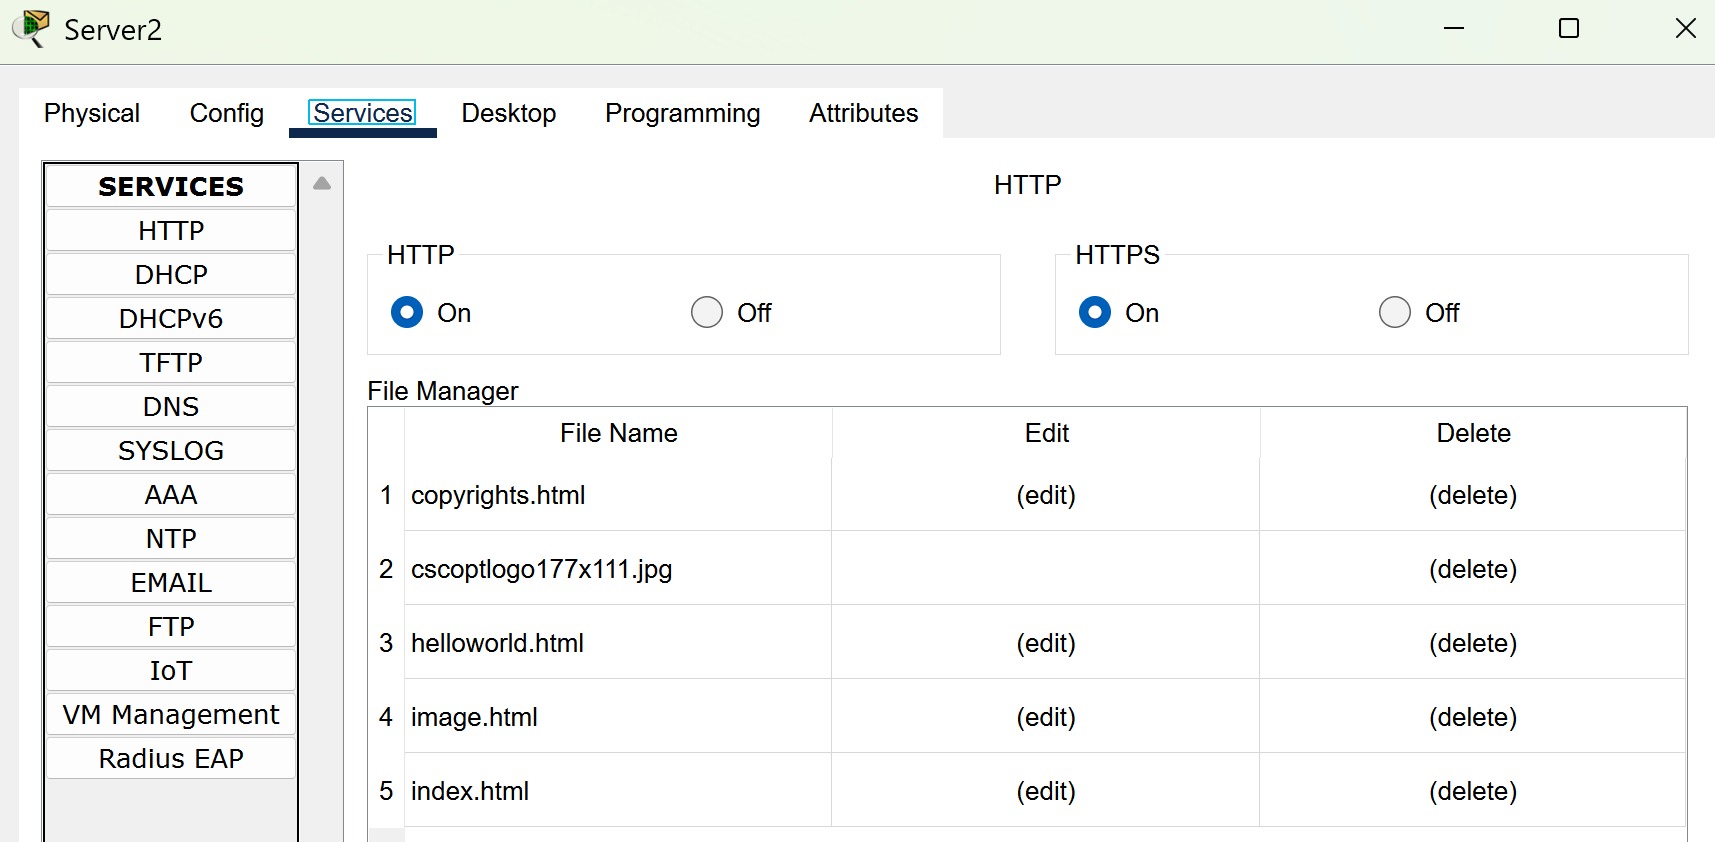 Server2
Physical Config Services Desktop Programming Attributes
SERVICES
HTTP
DHCP
DHCPv6
TFTP
DNS
SYSLOG
AAA
NTP
EMAIL
FTP
IoT
VM Management
Radius EAP
HTTP
HTTP
On Off
HTTPS
On Off
File Manager
File Name Edit Delete
1 copyrights.html (edit) (delete)
2 cscoptlogo177x111.jpg (delete)
3 helloworld.html (edit) (delete)
4 image.html (edit) (delete)
5 index.html (edit) (delete)